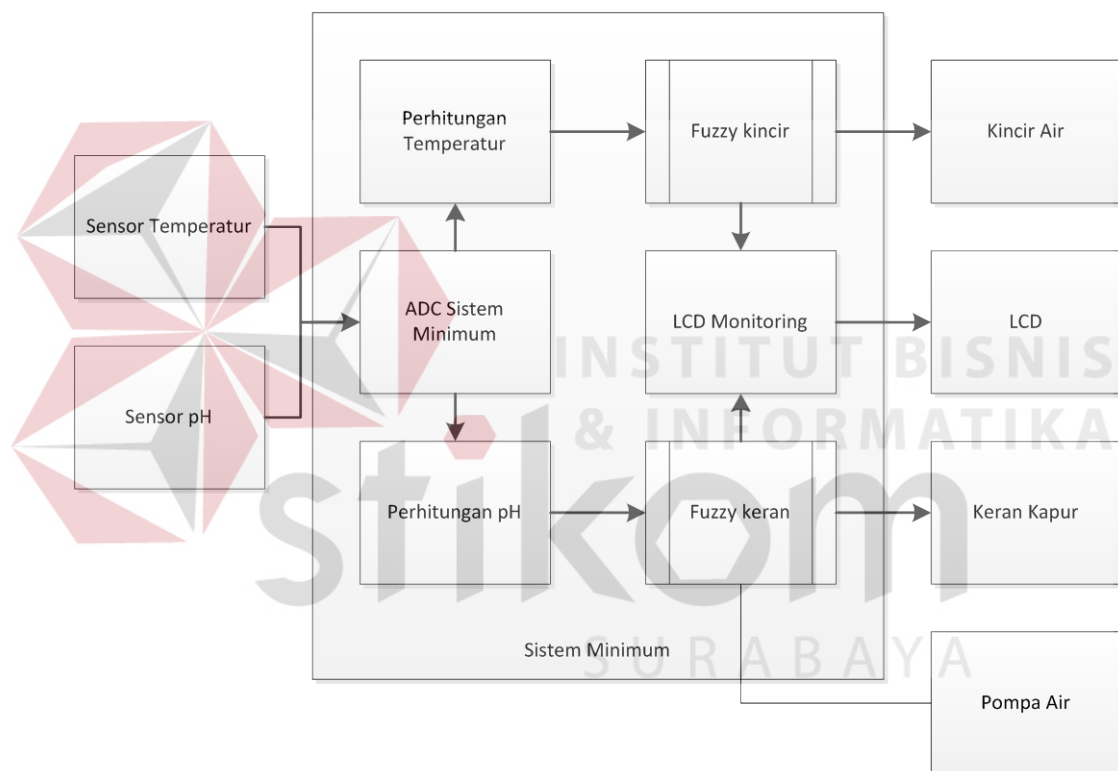 Perhitungan
Temperatur
Fuzzy kincir
Kincir Air
Sensor Temperatur
ADC Sistem
Minimum
LCD Monitoring
LCD
INSTITUT BISNIS
& INFORMATIKA
Sensor pH
stikom
Perhitungan pH
Fuzzy keran
Keran Kapur
Sistem Minimum
SURABAYA
Pompa Air